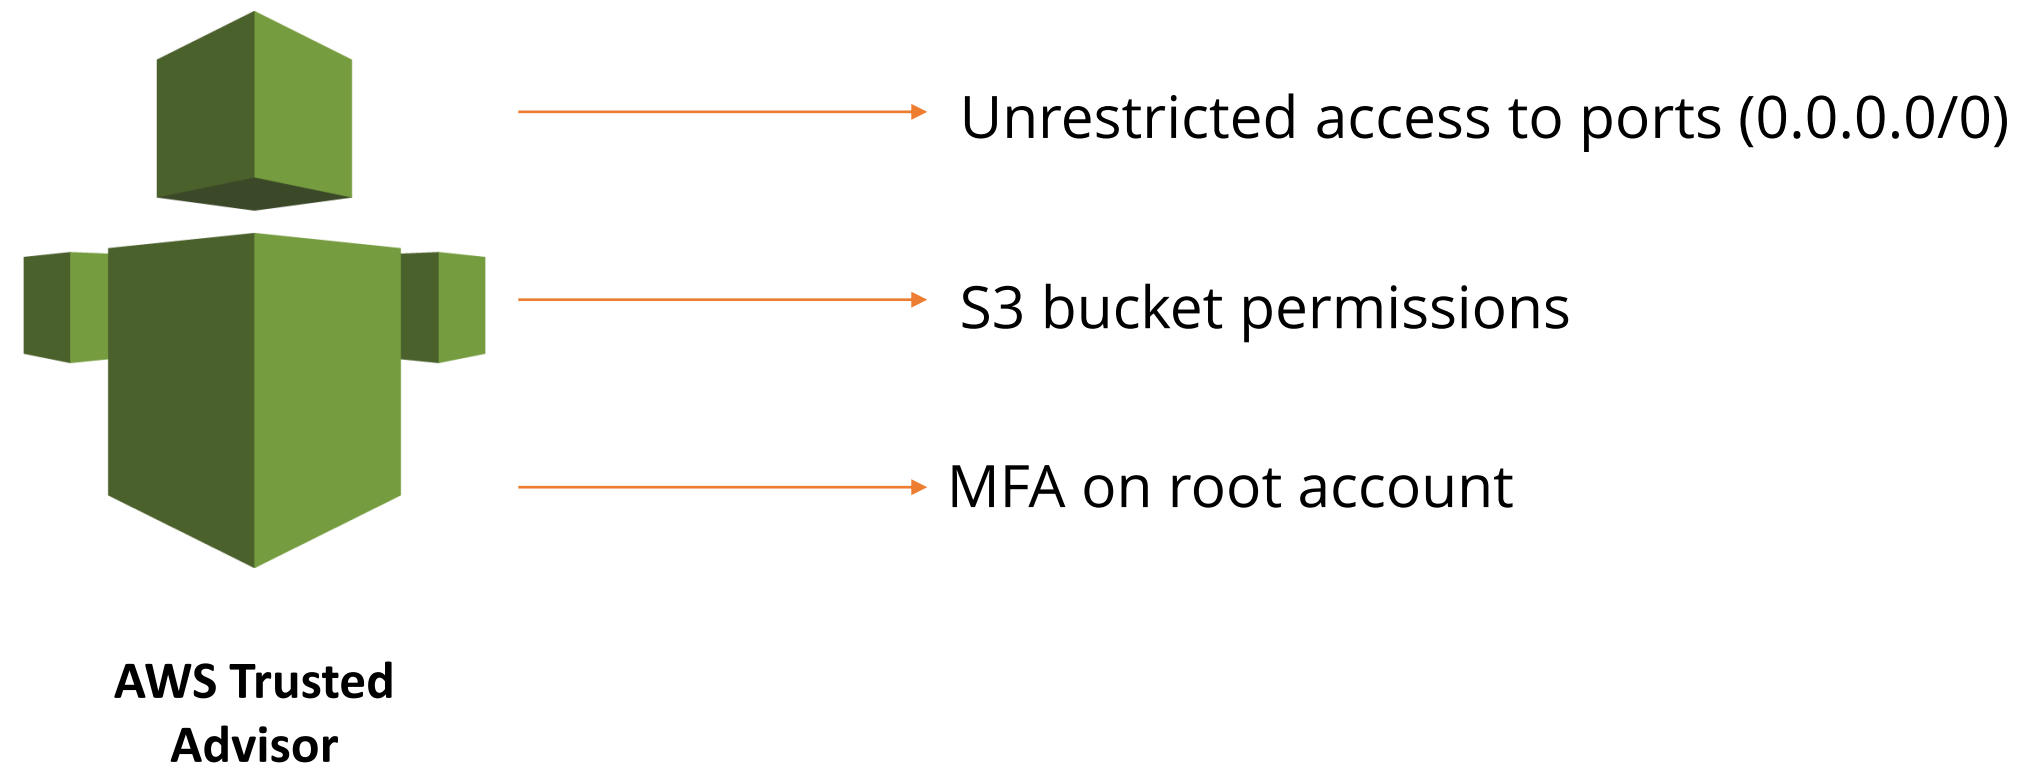 Unrestricted access to ports (0.0.0.0/0)
S3 bucket permissions
MFA on root account
AWS Trusted
Advisor